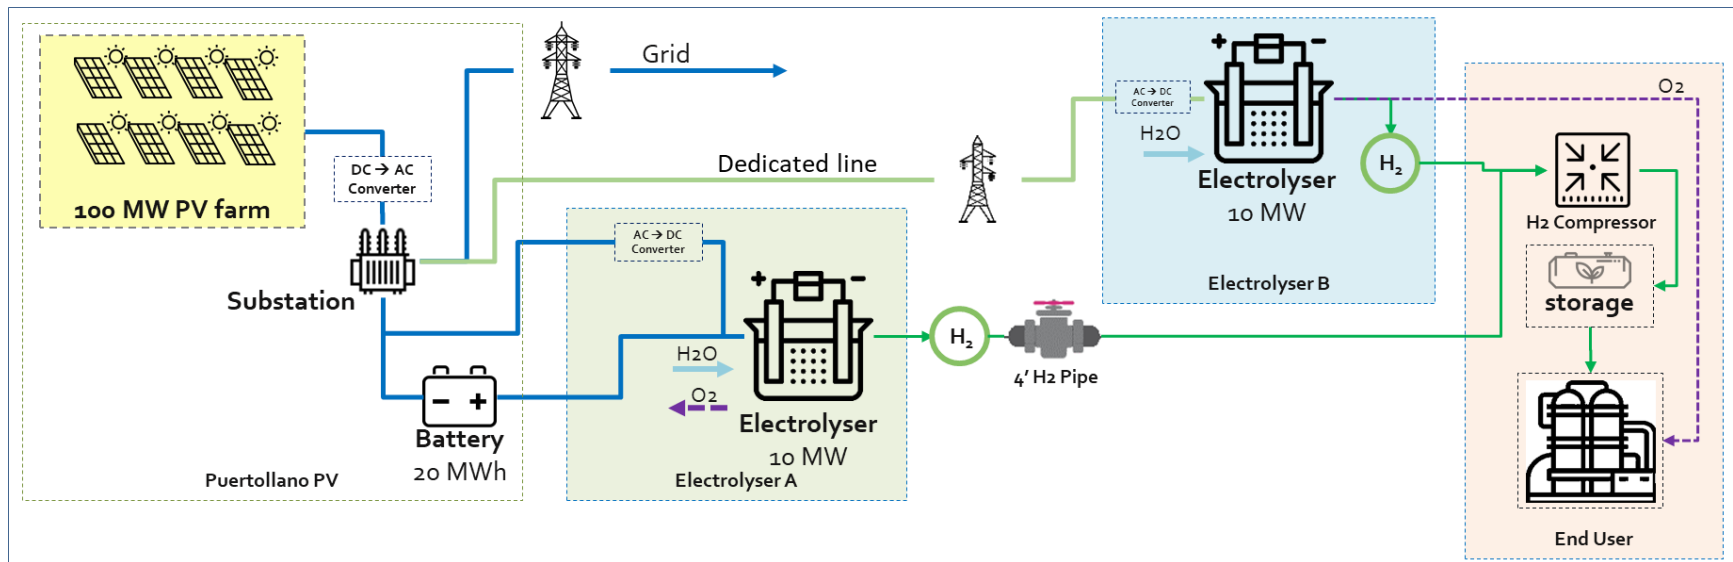 100 MW PV farm
DC → AC
Converter
Substation
Battery
20 MWh
Puertollano PV
Grid
Dedicated line
AC → DC
Converter
+ −
H2O
O2
Electrolyser
10 MW
Electrolyser A
H₂
4' H2 Pipe
AC → DC
Converter
+ −
H2O
Electrolyser
10 MW
Electrolyser B
H₂
O2
H2 Compressor
storage
End User
− +